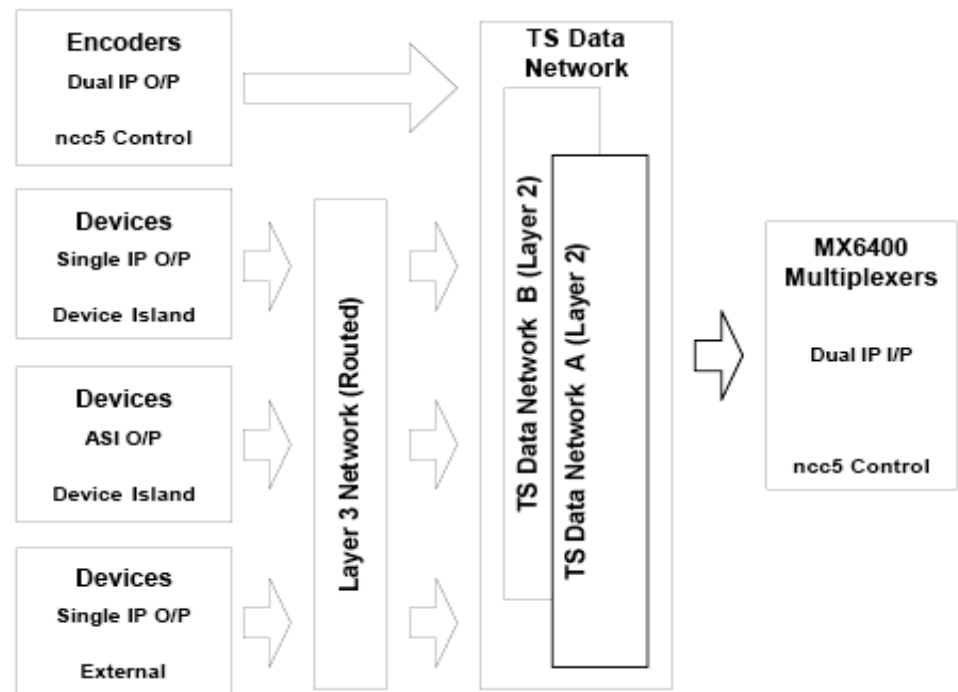 Encoders
Dual IP O/P
ncc5 Control
Devices
Single IP O/P
Device Island
Devices
ASI O/P
Device Island
Devices
Single IP O/P
External
Layer 3 Network (Routed)
TS Data
Network
TS Data Network B (Layer 2)
TS Data Network A (Layer 2)
MX6400
Multiplexers
Dual IP I/P
ncc5 Control